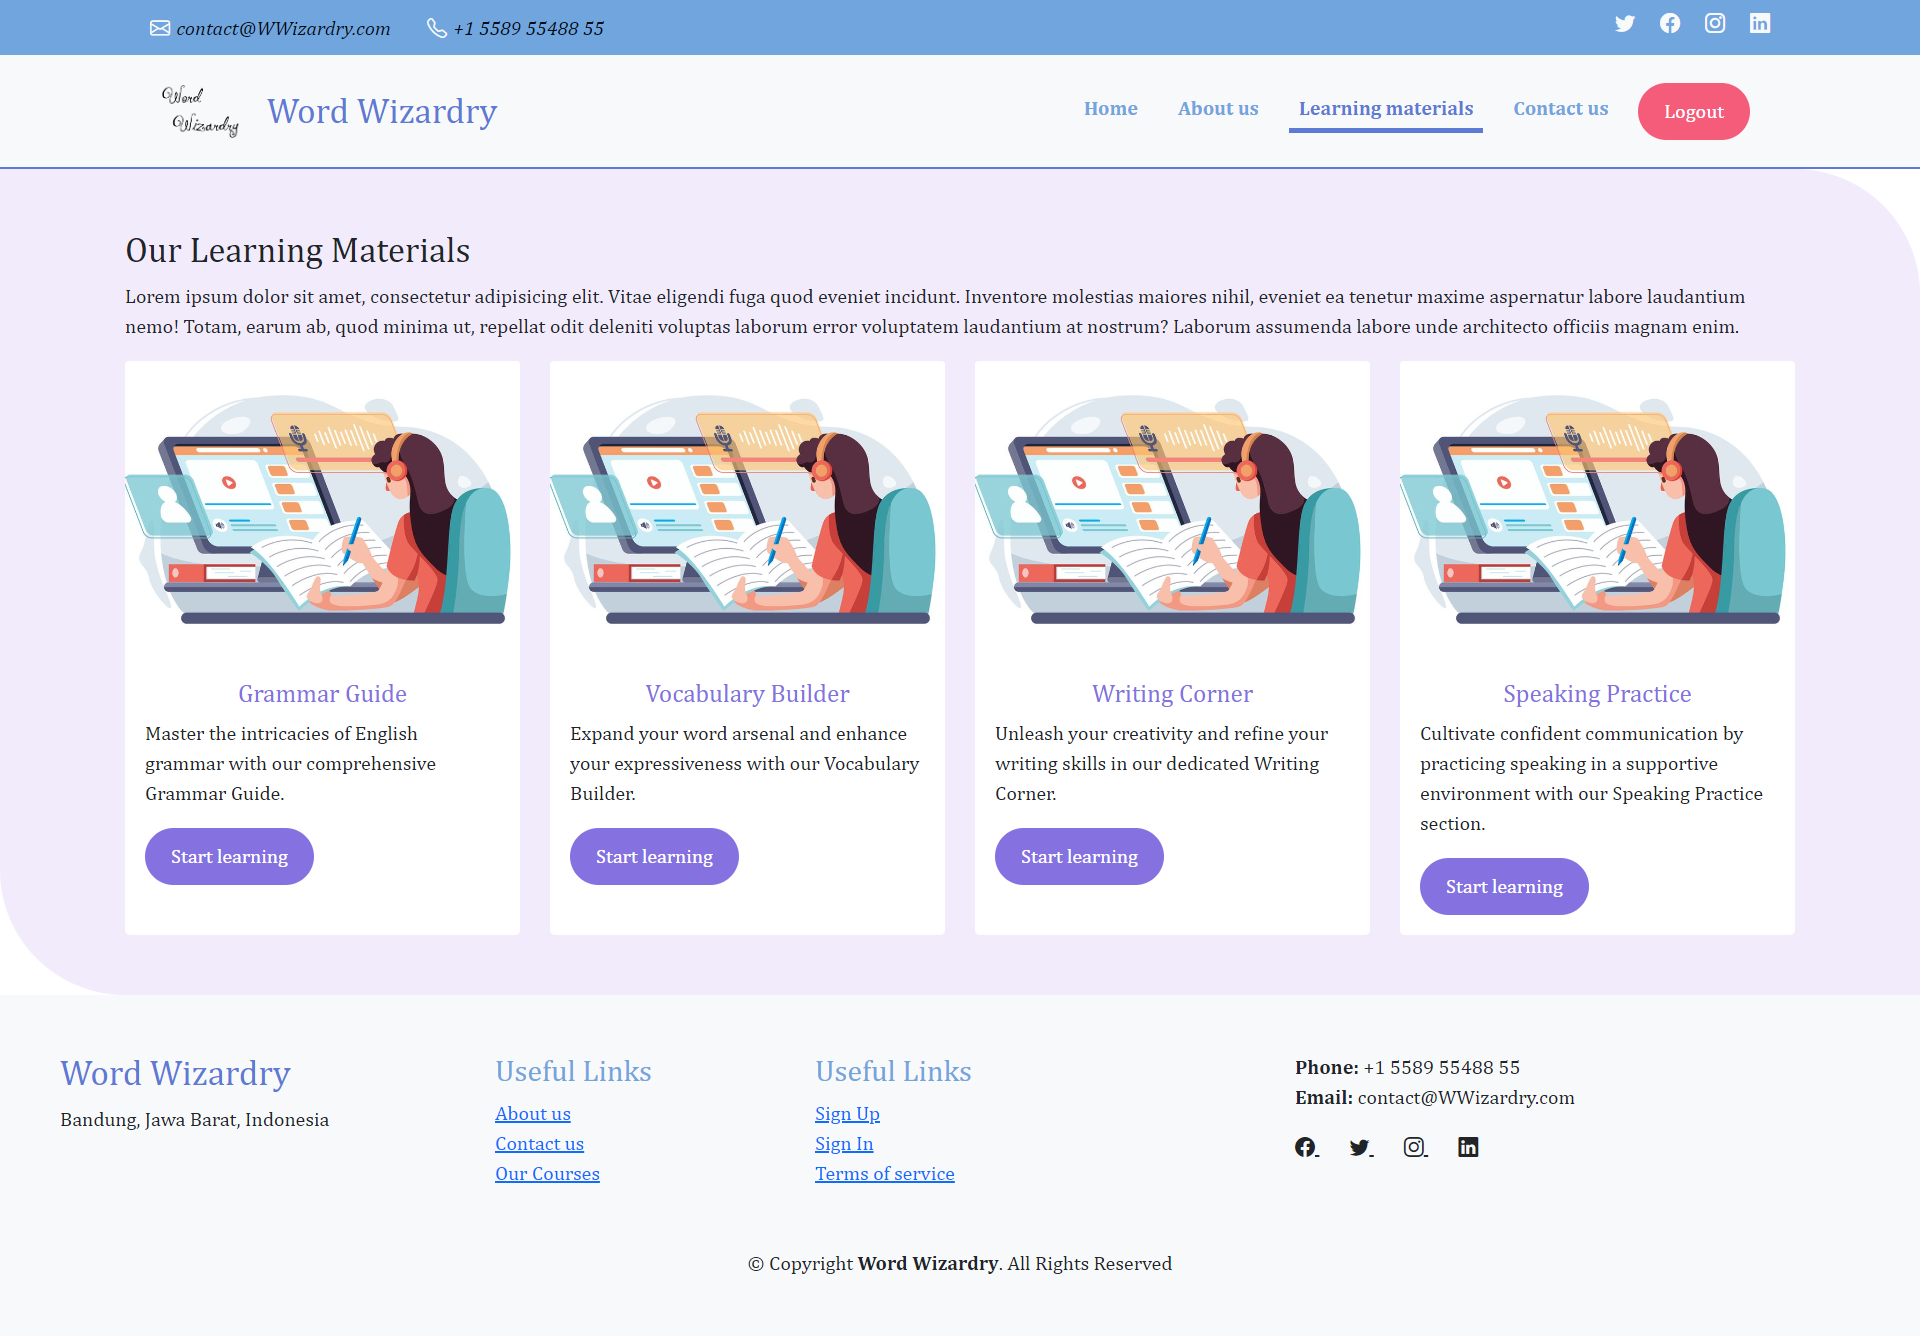 contact@WWizardry.com +1 5589 55488 55
Word
Wizardry
Word Wizardry
Home About us Learning materials Contact us Logout
Our Learning Materials
Lorem ipsum dolor sit amet, consectetur adipisicing elit. Vitae eligendi fuga quod eveniet incidunt. Inventore molestias maiores nihil, eveniet ea tenetur maxime aspernatur labore laudantium
nemo! Totam, earum ab, quod minima ut, repellat odit deleniti voluptas laborum error voluptatem laudantium at nostrum? Laborum assumenda labore unde architecto officiis magnam enim.
Grammar Guide
Master the intricacies of English
grammar with our comprehensive
Grammar Guide.
Start learning
Vocabulary Builder
Expand your word arsenal and enhance
your expressiveness with our Vocabulary
Builder.
Start learning
Writing Corner
Unleash your creativity and refine your
writing skills in our dedicated Writing
Corner.
Start learning
Speaking Practice
Cultivate confident communication by
practicing speaking in a supportive
environment with our Speaking Practice
section.
Start learning
Word Wizardry
Bandung, Jawa Barat, Indonesia
Useful Links
About us
Contact us
Our Courses
Useful Links
Sign Up
Sign In
Terms of service
Phone: +1 5589 55488 55
Email: contact@WWizardry.com
© Copyright Word Wizardry. All Rights Reserved